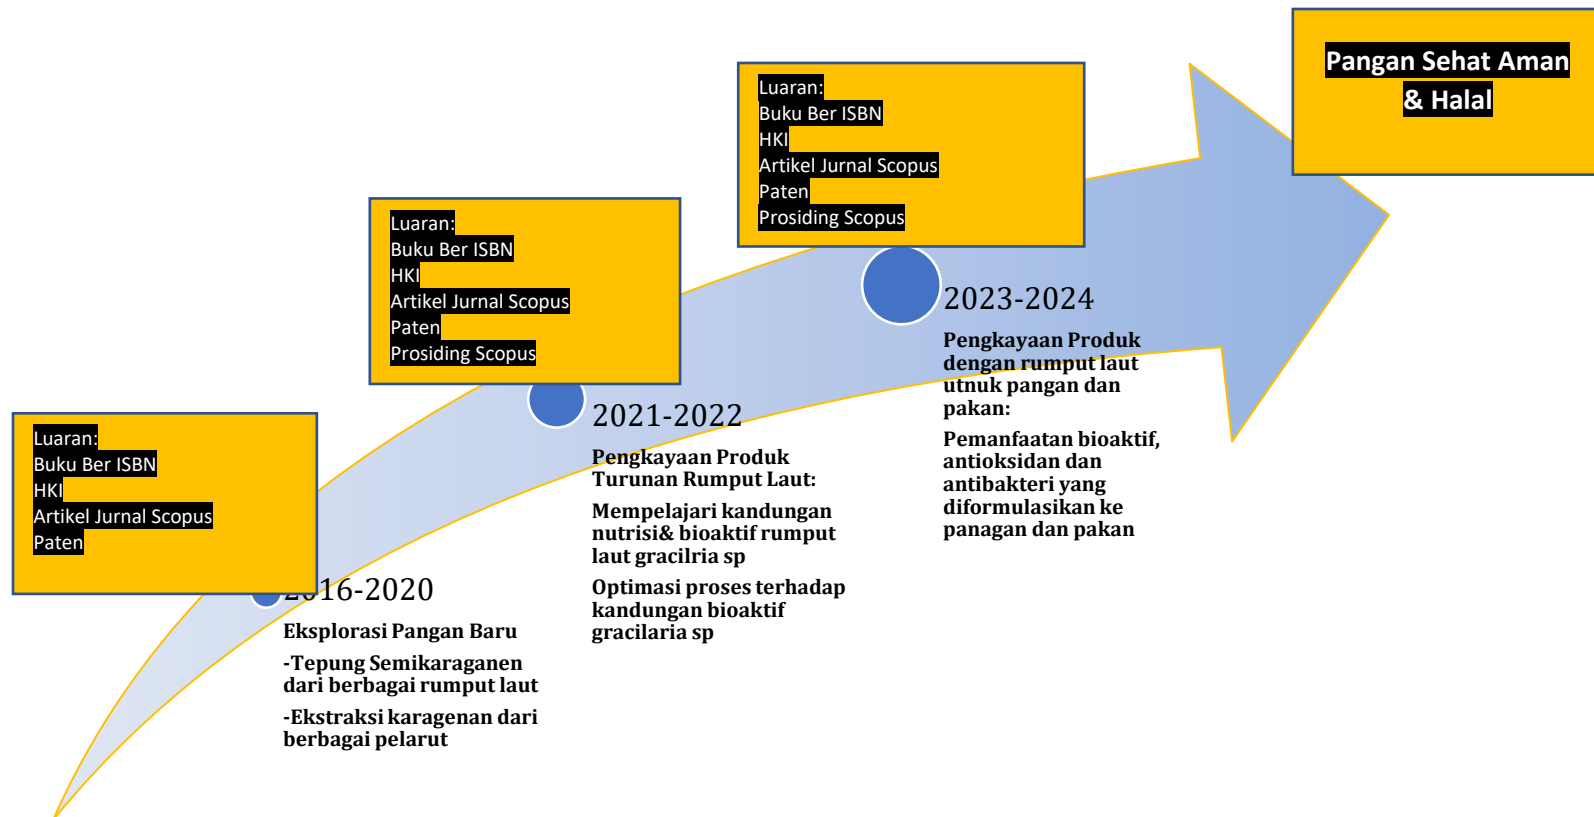 Pangan Sehat Aman
& Halal
Luaran:
Buku Ber ISBN
HKI
Artikel Jurnal Scopus
Paten
Prosiding Scopus
2023-2024
Pengkayaan Produk
dengan rumput laut
utnuk pangan dan
pakan:
Pemanfaatan bioaktif,
antioksidan dan
antibakteri yang
diformulasikan ke
panagan dan pakan
Luaran:
Buku Ber ISBN
HKI
Artikel Jurnal Scopus
Paten
Prosiding Scopus
2021-2022
Pengkayaan Produk
Turunan Rumput Laut:
Mempelajari kandungan
nutrisi& bioaktif rumput
laut gracilria sp
Optimasi proses terhadap
kandungan bioaktif
gracilaria sp
Luaran:
Buku Ber ISBN
HKI
Artikel Jurnal Scopus
Paten
2016-2020
Eksplorasi Pangan Baru
-Tepung Semikaraganen
dari berbagai rumput laut
-Ekstraksi karagenan dari
berbagai pelarut